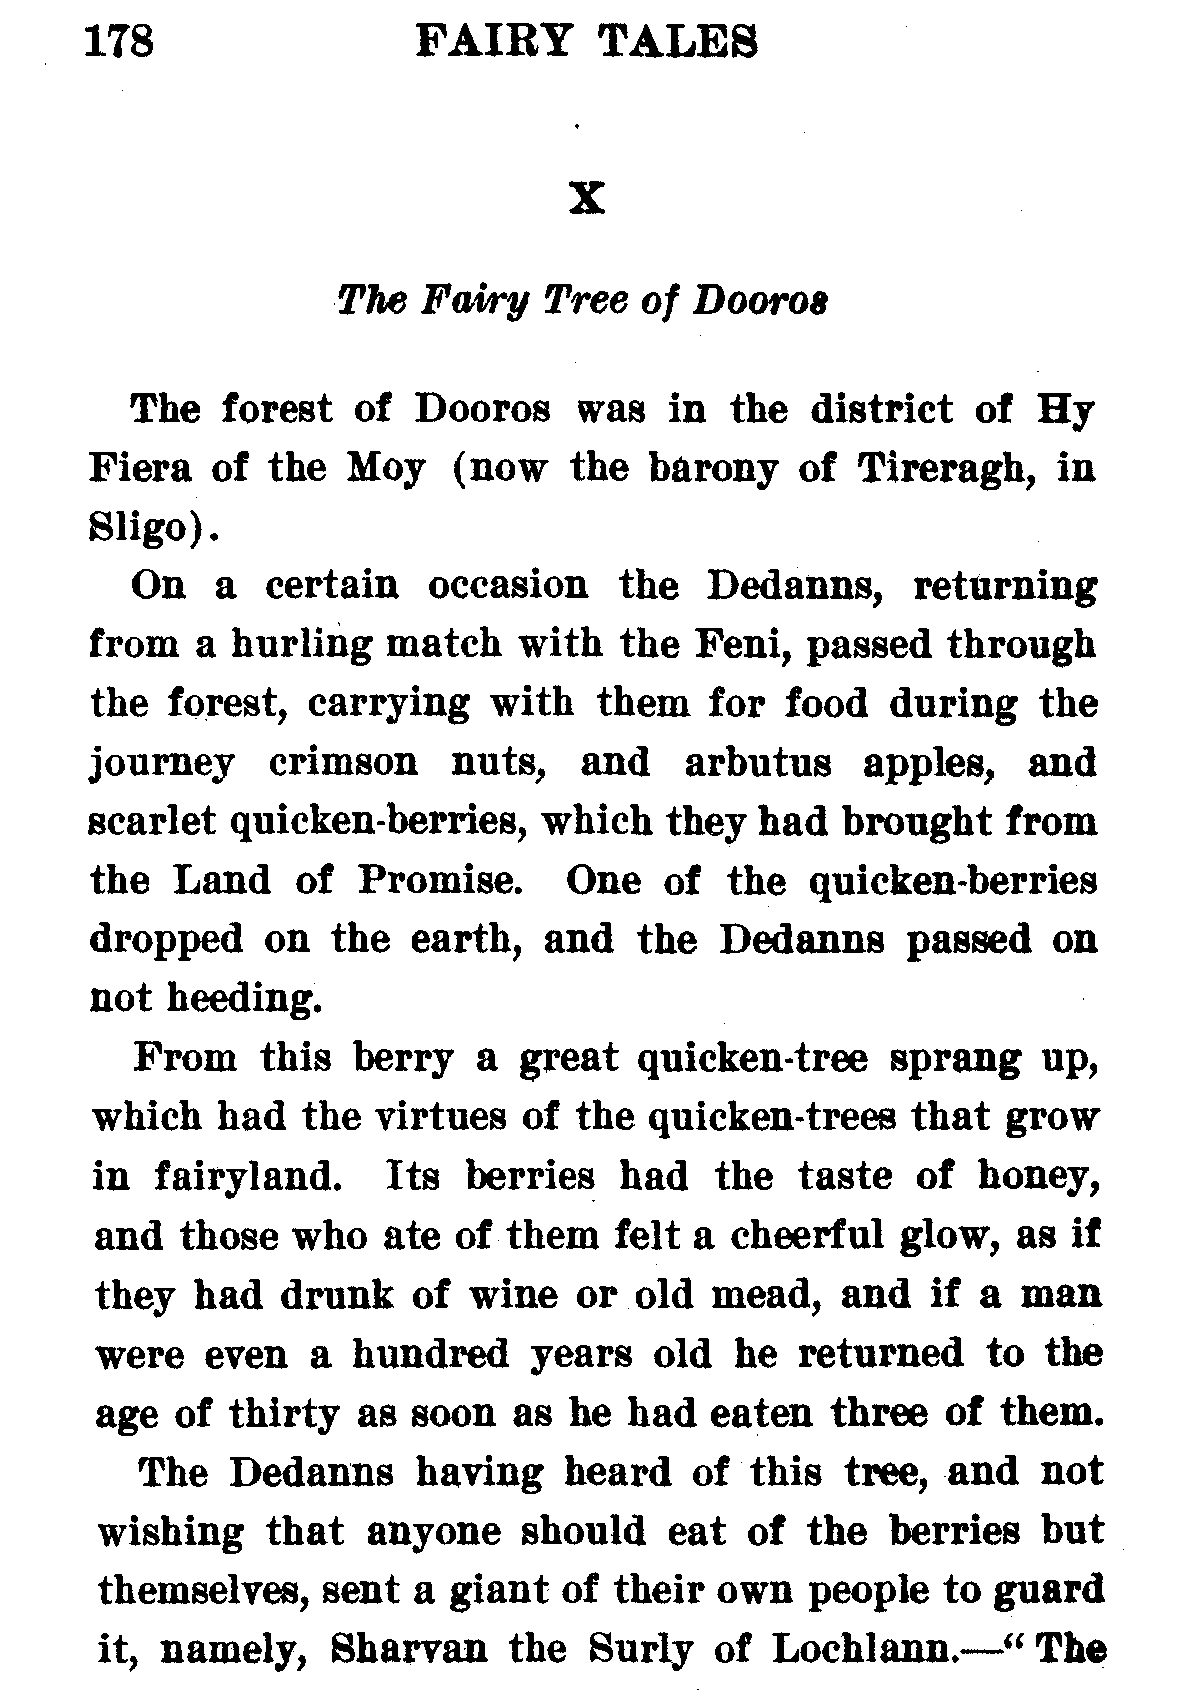 178 FAIRY TALES
X
The Fairy Tree of Dooros
The forest of Dooros was in the district of Hy
Fiera of the Moy (now the barony of Tireragh, in
Sligo).
On a certain occasion the Dedanns, returning
from a hurling match with the Feni, passed through
the forest, carrying with them for food during the
journey crimson nuts, and arbutus apples, and
scarlet quicken-berries, which they had brought from
the Land of Promise. One of the quicken-berries
dropped on the earth, and the Dedanns passed on
not heeding.
From this berry a great quicken-tree sprang up,
which had the virtues of the quicken-trees that grow
in fairyland. Its berries had the taste of honey,
and those who ate of them felt a cheerful glow, as if
they had drunk of wine or old mead, and if a man
were even a hundred years old he returned to the
age of thirty as soon as he had eaten three of them.
The Dedanns having heard of this tree, and not
wishing that anyone should eat of the berries but
themselves, sent a giant of their own people to guard
it, namely, Sharvan the Surly of Lochlann.—“ The